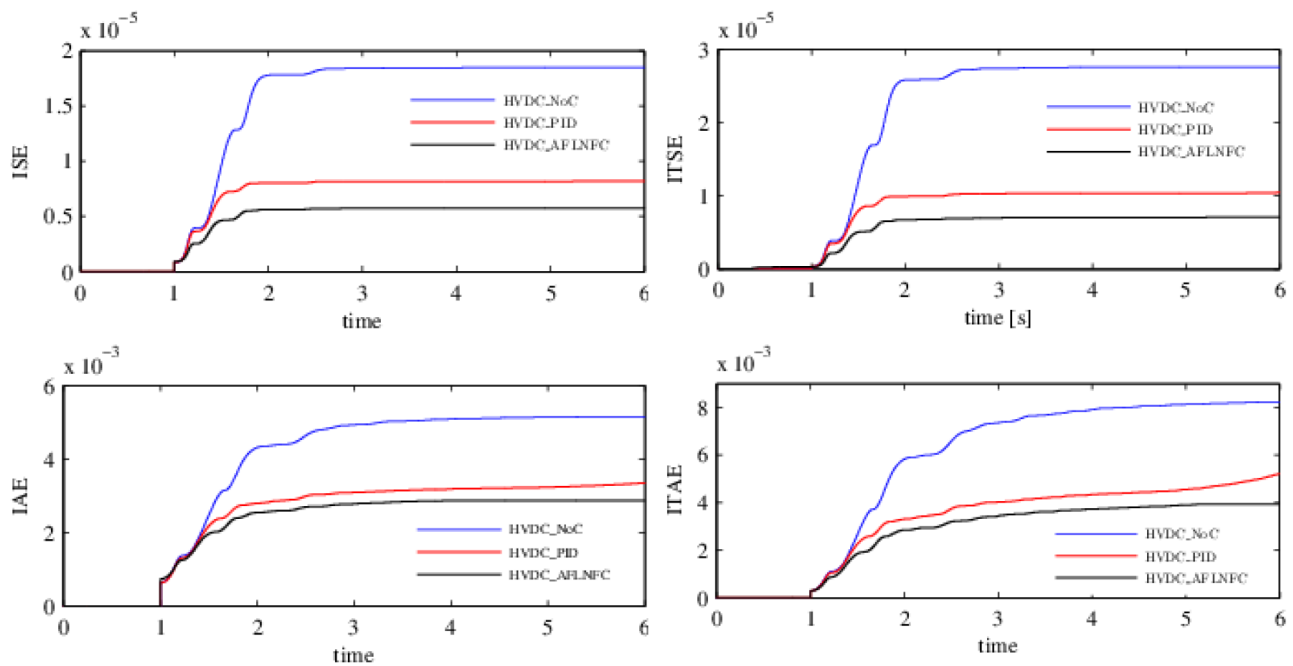 x 10⁻⁵
2
1.5
1
0.5
0
ISE
HVDC_NoC
HVDC_PID
HVDC_AFLNFC
0 1 2 3 4 5 6
time
x 10⁻⁵
3
2
1
0
ITSE
HVDC_NoC
HVDC_PID
HVDC_AFLNFC
0 1 2 3 4 5 6
time [s]
x 10⁻³
6
4
2
0
IAE
HVDC_NoC
HVDC_PID
HVDC_AFLNFC
0 1 2 3 4 5 6
time
x 10⁻³
8
6
4
2
0
ITAE
HVDC_NoC
HVDC_PID
HVDC_AFLNFC
0 1 2 3 4 5 6
time